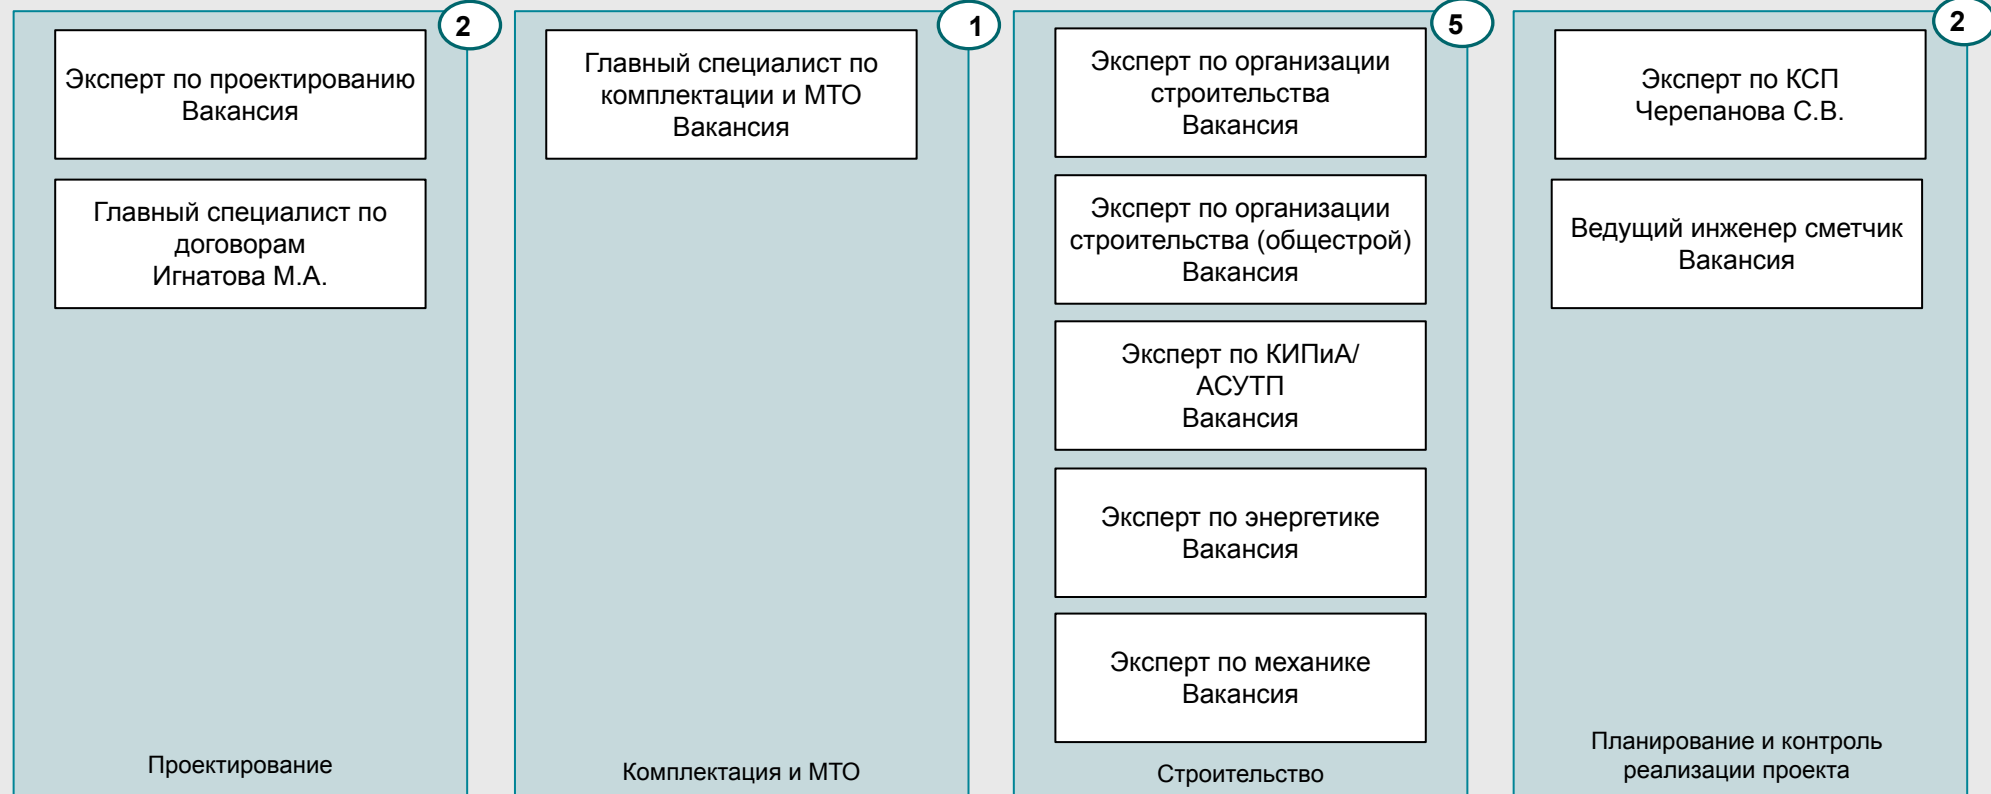 2
Эксперт по проектированию
Вакансия
Главный специалист по
договорам
Игнатова М.А.
Проектирование
1
Главный специалист по
комплектации и МТО
Вакансия
Комплектация и МТО
5
Эксперт по организации
строительства
Вакансия
Эксперт по организации
строительства (общестрой)
Вакансия
Эксперт по КИПиА/
АСУТП
Вакансия
Эксперт по энергетике
Вакансия
Эксперт по механике
Вакансия
Строительство
2
Эксперт по КСП
Черепанова С.В.
Ведущий инженер сметчик
Вакансия
Планирование и контроль
реализации проекта